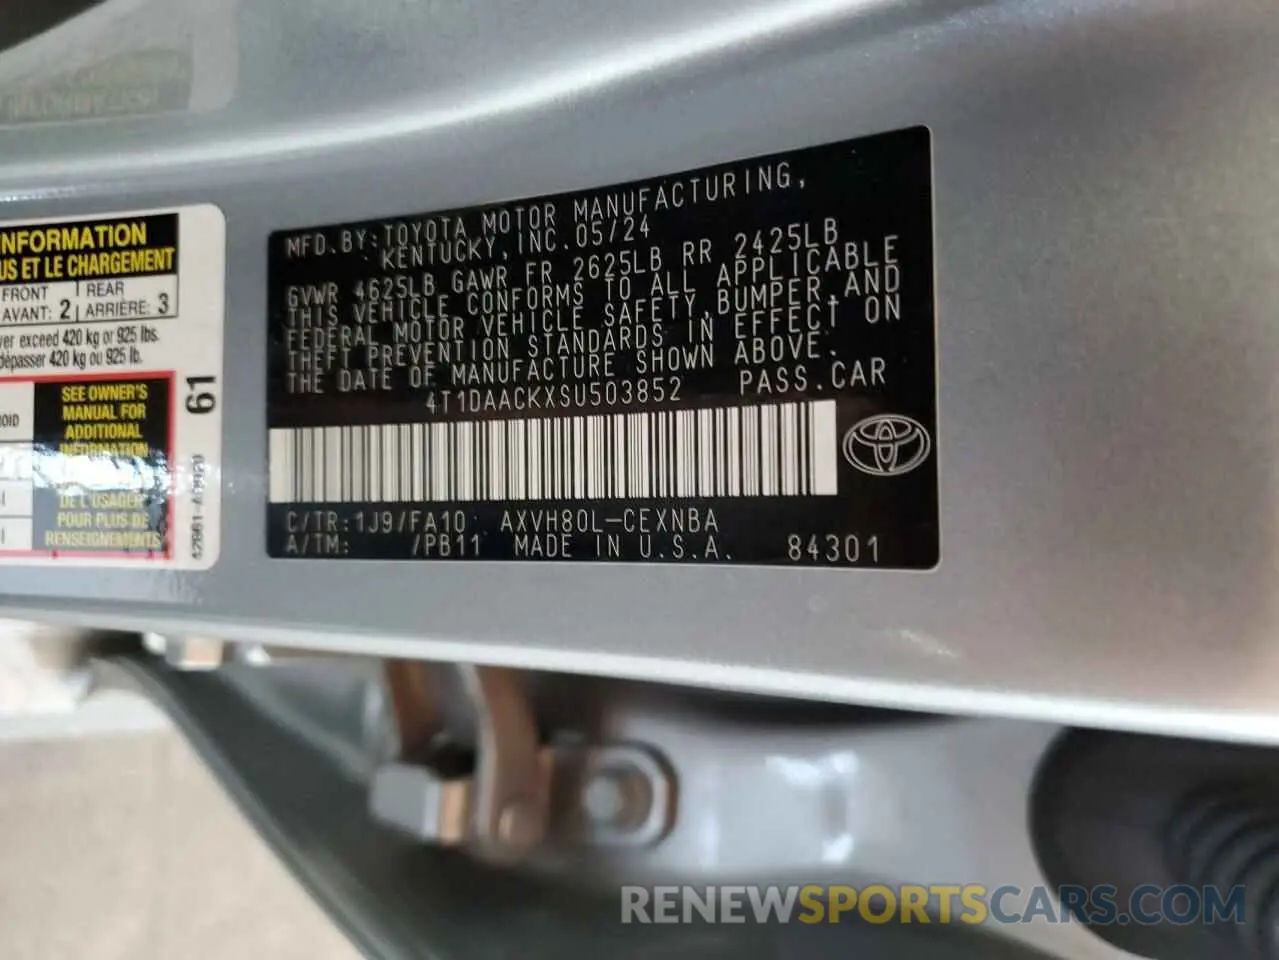 NFORMATION
US ET LE CHARGEMENT
FRONT
AVANT: 2
REAR
ARRIÈRE: 3
ver exceed 420 kg or 925 lbs.
dépasser 420 kg ou 925 lb.
SEE OWNER'S
MANUAL FOR
ADDITIONAL
INFORMATION
DE L'USAGER
POUR PLUS DE
RENSEIGNEMENTS
61
MFD. BY: TOYOTA MOTOR MANUFACTURING,
KENTUCKY, INC. 05/24
GVWR 4625LB GAWR FR 2625LB RR 2425LB
THIS VEHICLE CONFORMS TO ALL APPLICABLE
FEDERAL MOTOR VEHICLE SAFETY, BUMPER, AND
THEFT PREVENTION STANDARDS IN EFFECT ON
THE DATE OF MANUFACTURE SHOWN ABOVE.
4T1DAACKXSU503852 PASS.CAR
C/TR: 1J9/FA10 AXVH80L-CEXNBA
A/TM: /PB11 MADE IN U.S.A. 84301
RENEWSPORTSCARS.COM